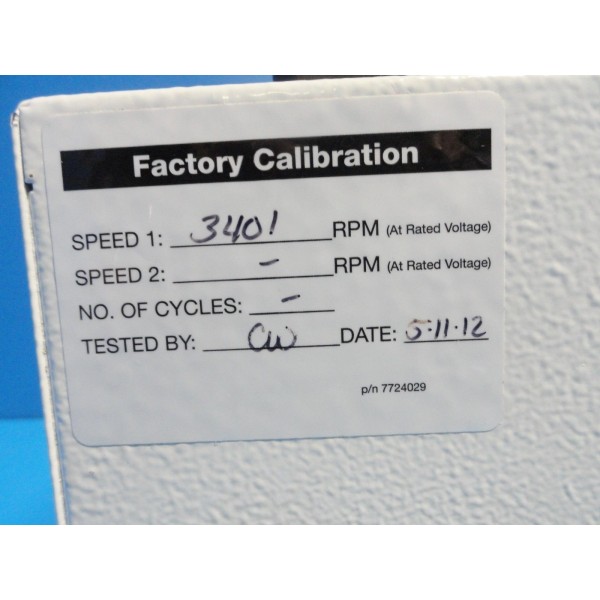 Factory Calibration
SPEED 1: 3401 RPM (At Rated Voltage)
SPEED 2: - RPM (At Rated Voltage)
NO. OF CYCLES: -
TESTED BY: CW DATE: 5-11-12
p/n 7724029